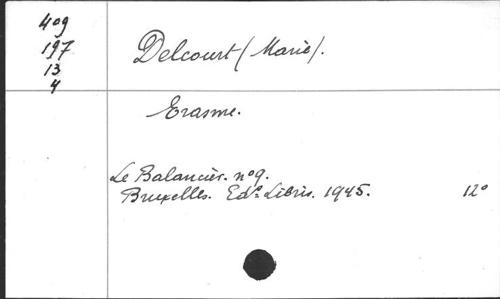 409
197
13
4
Delcourt (Marie).
Erasme.
Le Balancier. n° 9.
Bruxelles. Edns Libris. 1945. 12°